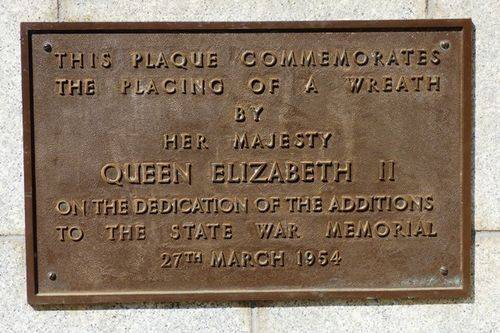 THIS PLAQUE COMMEMORATES
THE PLACING OF A WREATH
BY
HER MAJESTY
QUEEN ELIZABETH II
ON THE DEDICATION OF THE ADDITIONS
TO THE STATE WAR MEMORIAL
27TH MARCH 1954